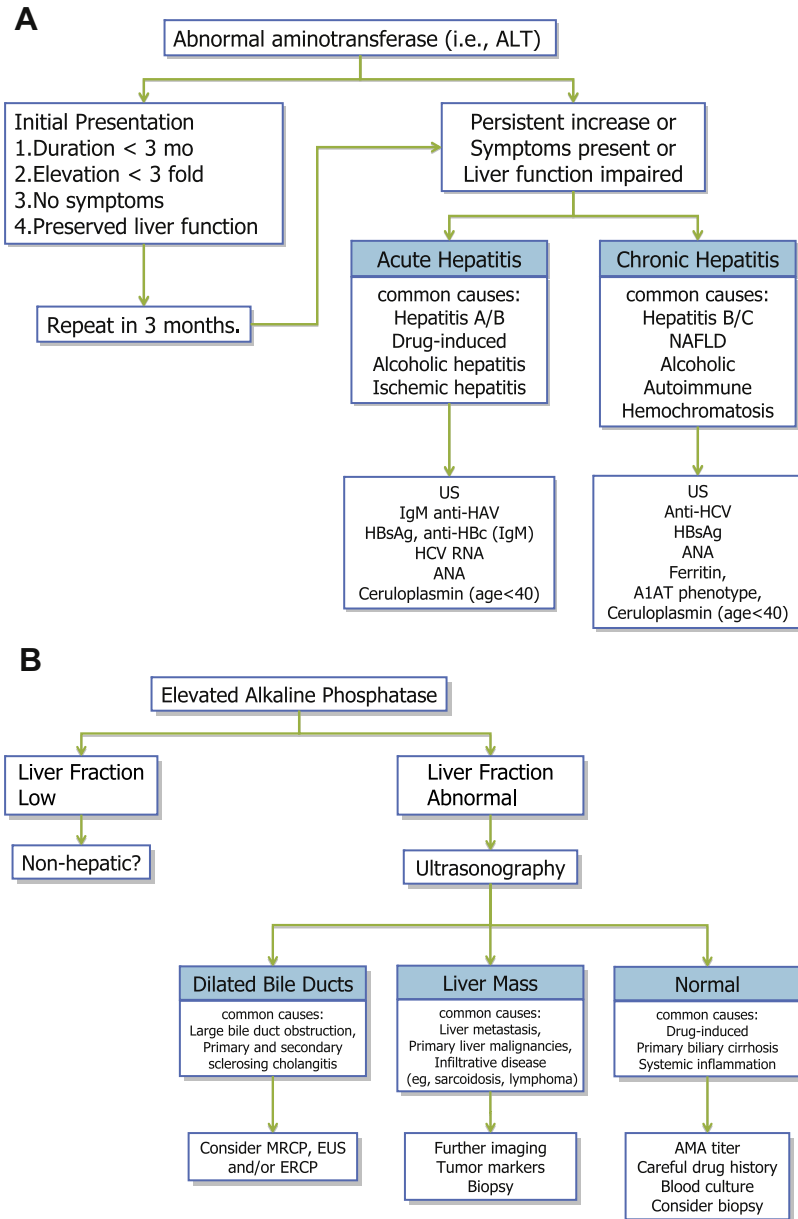 A
Abnormal aminotransferase (i.e., ALT)
Initial Presentation
1.Duration < 3 mo
2.Elevation < 3 fold
3.No symptoms
4.Preserved liver function
Persistent increase or
Symptoms present or
Liver function impaired
Repeat in 3 months.
Acute Hepatitis
common causes:
Hepatitis A/B
Drug-induced
Alcoholic hepatitis
Ischemic hepatitis
Chronic Hepatitis
common causes:
Hepatitis B/C
NAFLD
Alcoholic
Autoimmune
Hemochromatosis
US
IgM anti-HAV
HBsAg, anti-HBc (IgM)
HCV RNA
ANA
Ceruloplasmin (age<40)
US
Anti-HCV
HBsAg
ANA
Ferritin,
A1AT phenotype,
Ceruloplasmin (age<40)
B
Elevated Alkaline Phosphatase
Liver Fraction
Low
Liver Fraction
Abnormal
Non-hepatic?
Ultrasonography
Dilated Bile Ducts
common causes:
Large bile duct obstruction,
Primary and secondary
sclerosing cholangitis
Liver Mass
common causes:
Liver metastasis,
Primary liver malignancies,
Infiltrative disease
(eg, sarcoidosis, lymphoma)
Normal
common causes:
Drug-induced
Primary biliary cirrhosis
Systemic inflammation
Consider MRCP, EUS
and/or ERCP
Further imaging
Tumor markers
Biopsy
AMA titer
Careful drug history
Blood culture
Consider biopsy